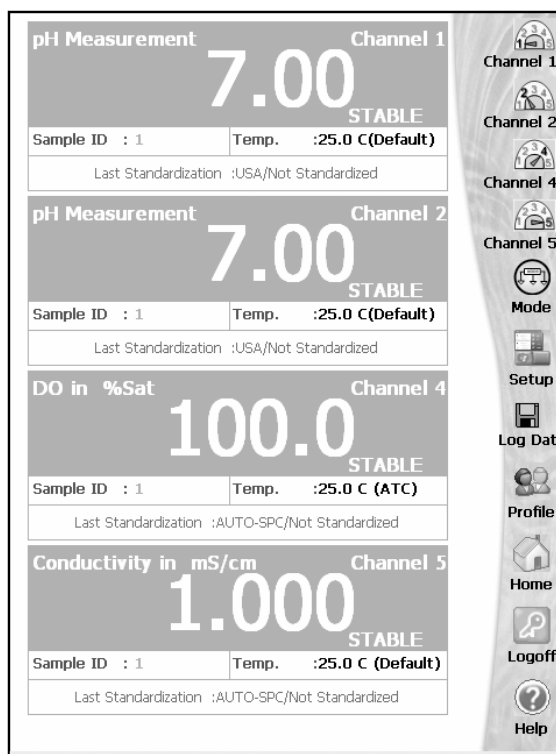 pH Measurement Channel 1
7.00
STABLE
Sample ID : 1 Temp. :25.0 C(Default)
Last Standardization :USA/Not Standardized
pH Measurement Channel 2
7.00
STABLE
Sample ID : 1 Temp. :25.0 C(Default)
Last Standardization :USA/Not Standardized
DO in %Sat Channel 4
100.0
STABLE
Sample ID : 1 Temp. :25.0 C (ATC)
Last Standardization :AUTO-SPC/Not Standardized
Conductivity in mS/cm Channel 5
1.000
STABLE
Sample ID : 1 Temp. :25.0 C (Default)
Last Standardization :AUTO-SPC/Not Standardized
Channel 1
Channel 2
Channel 4
Channel 5
Mode
Setup
Log Dat
Profile
Home
Logoff
Help